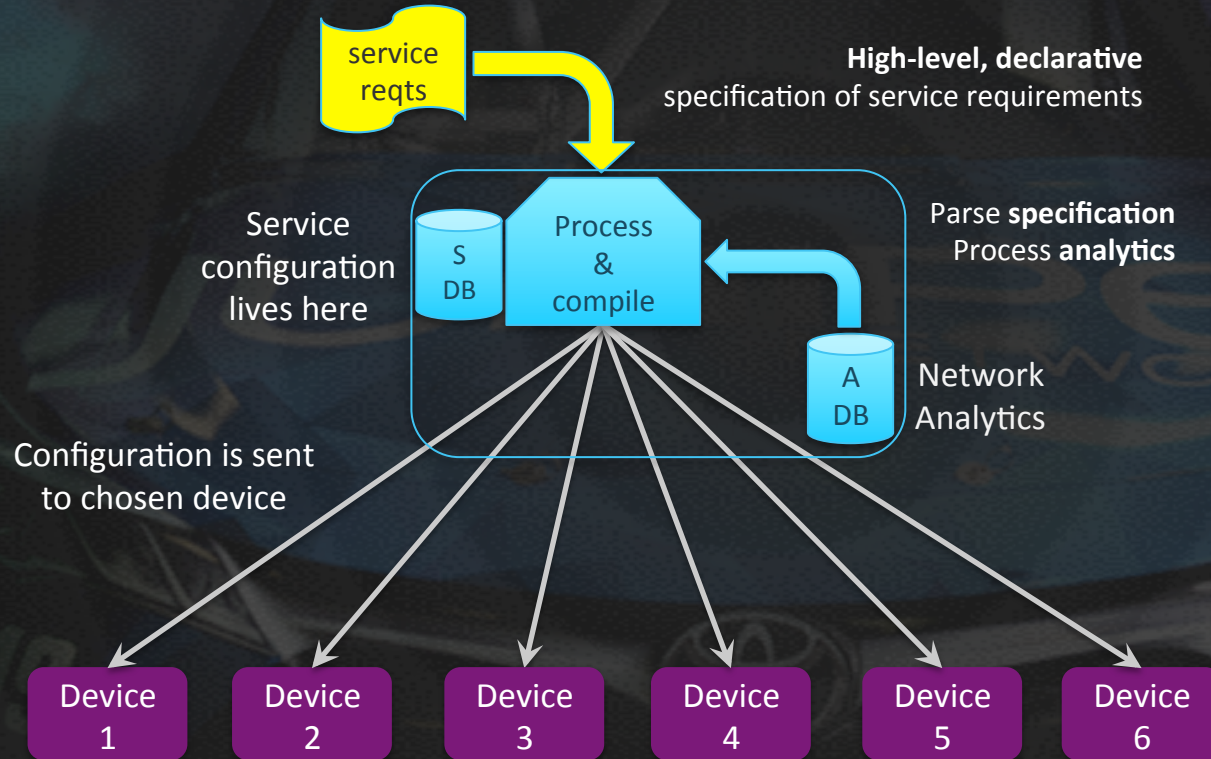 service
reqts
High-level, declarative
specification of service requirements
Service
configuration
lives here
S
DB
Process
&
compile
Parse specification
Process analytics
A
DB
Network
Analytics
Configuration is sent
to chosen device
Device
1
Device
2
Device
3
Device
4
Device
5
Device
6